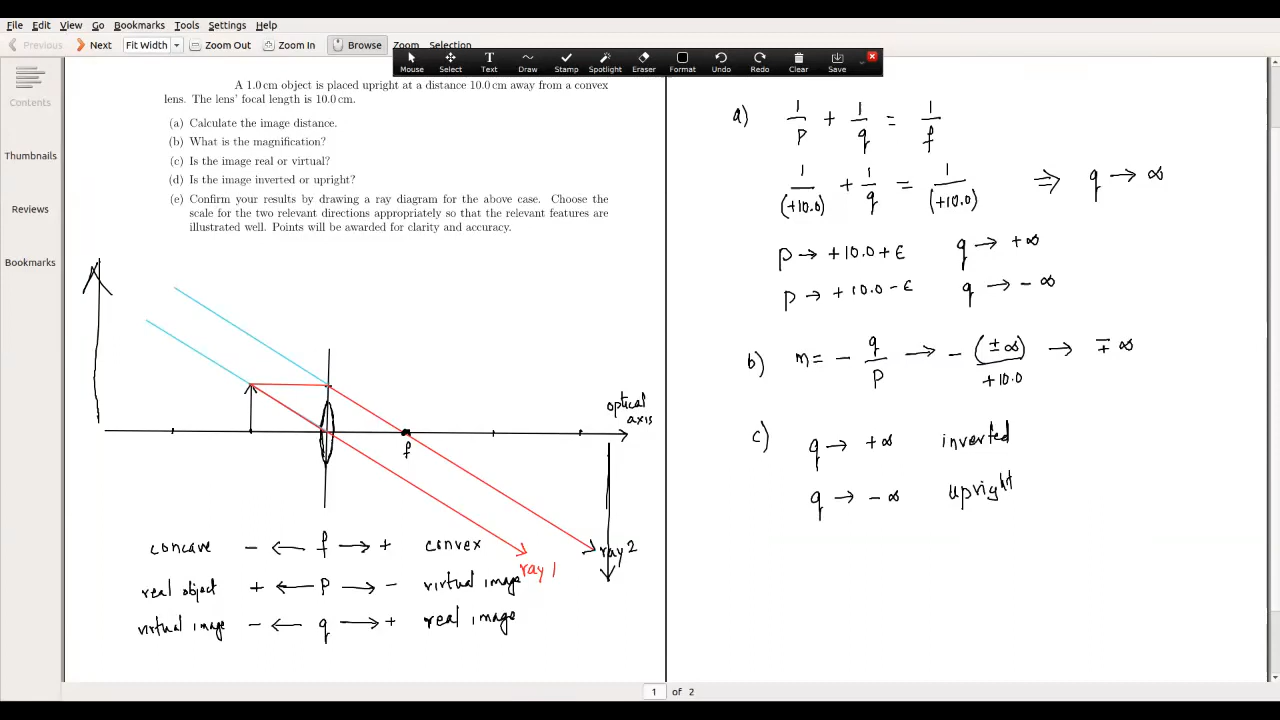 File Edit View Go Bookmarks Tools Settings Help
Previous Next Fit Width Zoom Out Zoom In Browse Zoom Selection
Mouse Select Text Draw Stamp Spotlight Eraser Format Undo Redo Clear Save
Contents
Thumbnails
Reviews
Bookmarks
A 1.0 cm object is placed upright at a distance 10.0 cm away from a convex
lens. The lens' focal length is 10.0 cm.
(a) Calculate the image distance.
(b) What is the magnification?
(c) Is the image real or virtual?
(d) Is the image inverted or upright?
(e) Confirm your results by drawing a ray diagram for the above case. Choose the
scale for the two relevant directions appropriately so that the relevant features are
illustrated well. Points will be awarded for clarity and accuracy.
optical
axis
f
ray 2
ray 1
concave - ← f → + convex
real object + ← p → - virtual image
virtual image - ← q → + real image
a) 1/p + 1/q = 1/f
1/(+10.0) + 1/q = 1/(+10.0) ⇒ q → ∞
p → +10.0 + ε q → +∞
p → +10.0 - ε q → -∞
b) m = - q/p → - (±∞)/+10.0 → ∓ ∞
c) q → +∞ inverted
q → -∞ upright
1 of 2